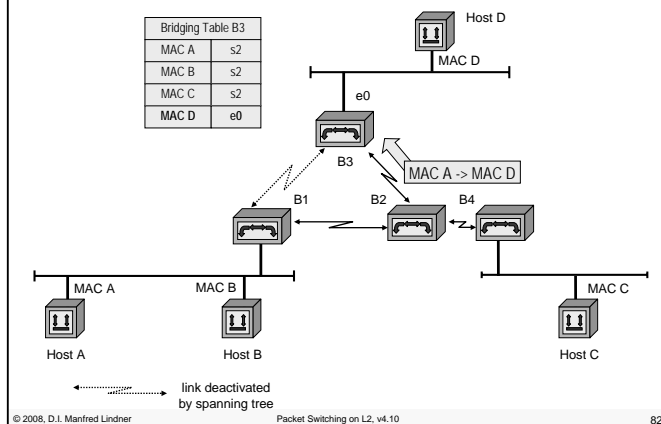 Bridging Table B3
MAC A s2
MAC B s2
MAC C s2
MAC D e0
Host D
MAC D
e0
B3
MAC A -> MAC D
B1
B2
B4
MAC A
MAC B
MAC C
Host A
Host B
Host C
link deactivated
by spanning tree
© 2008, D.I. Manfred Lindner
Packet Switching on L2, v4.10
82